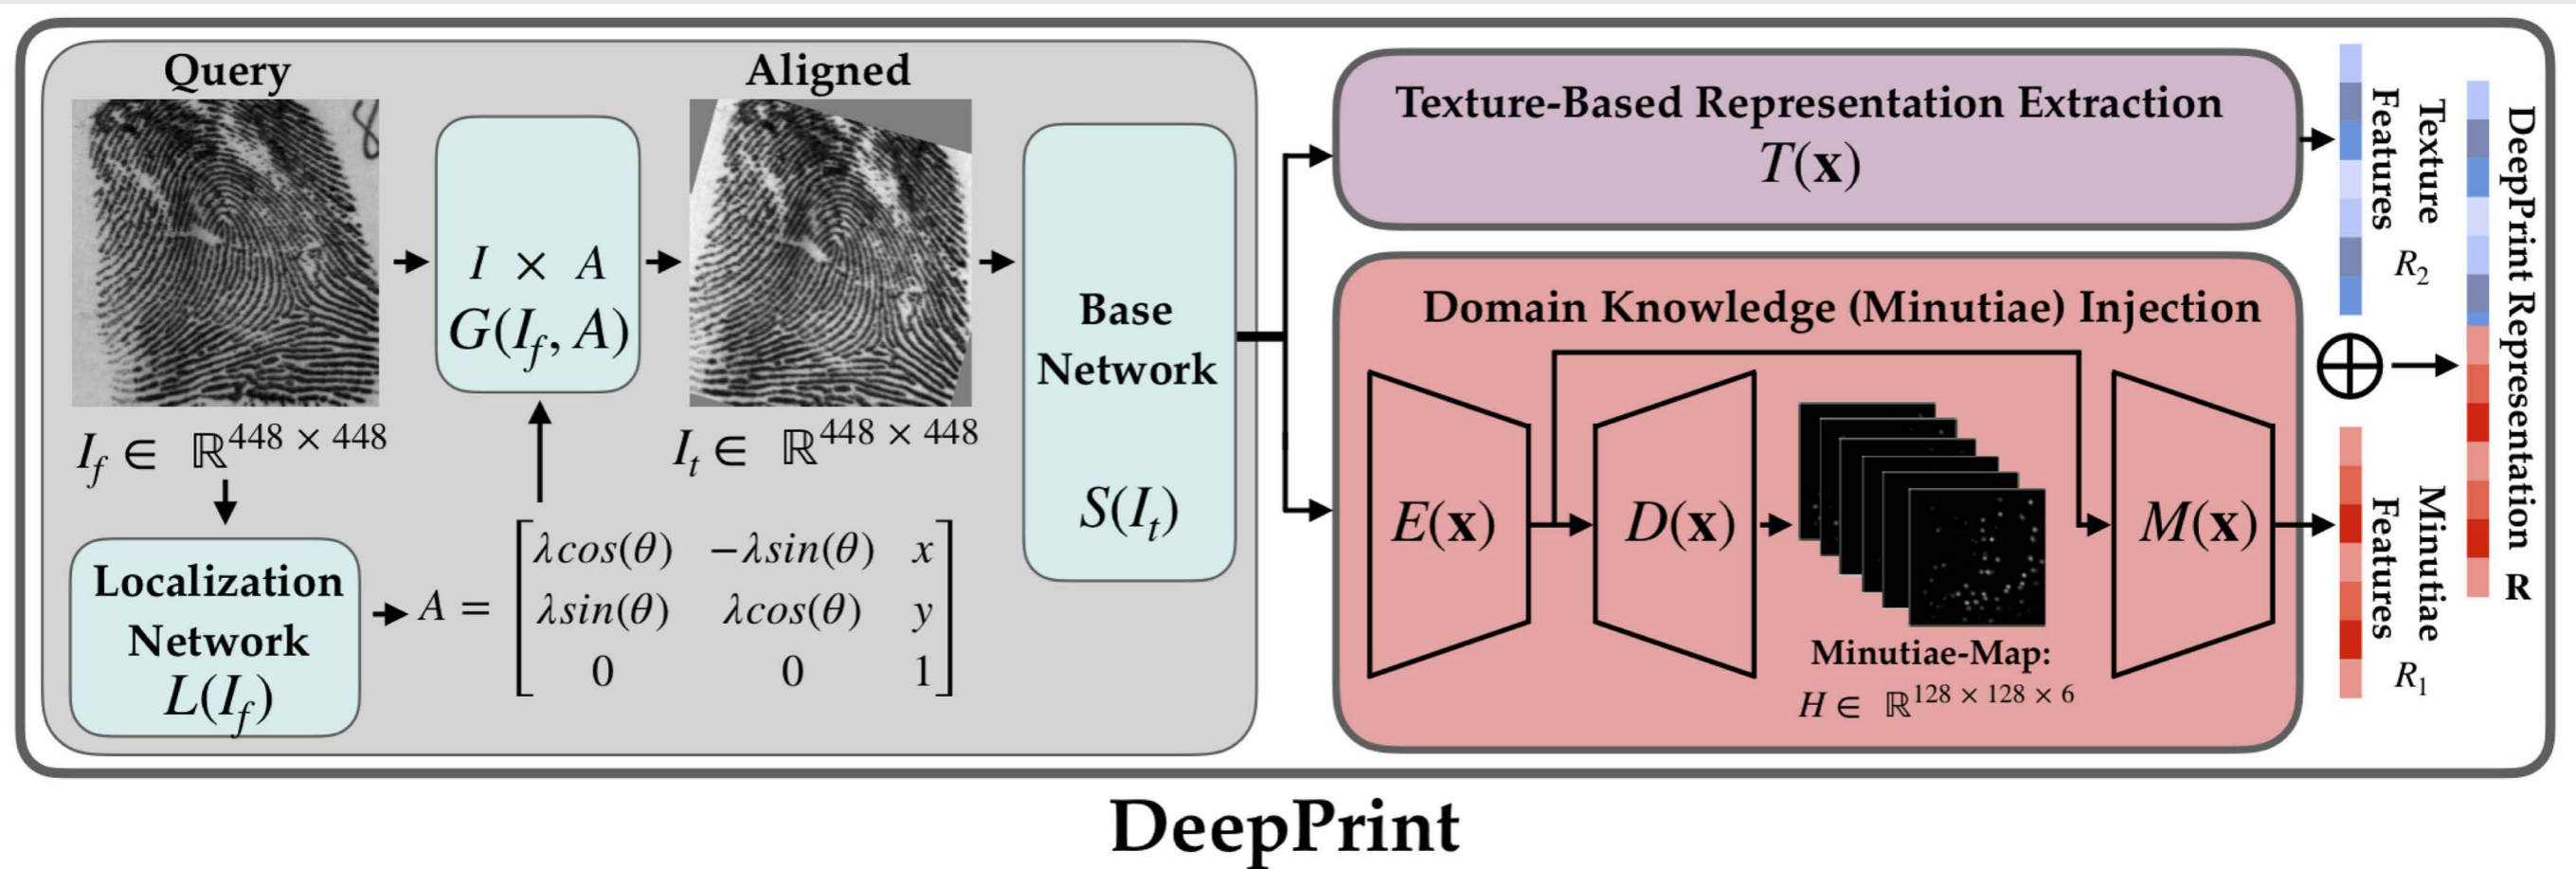 Query
Aligned
I × A
G(I_f, A)
I_f ∈ ℝ^{448 × 448}
I_t ∈ ℝ^{448 × 448}
Localization
Network
L(I_f)
A =
λcos(θ) −λsin(θ) x
λsin(θ) λcos(θ) y
0 0 1
Base
Network
S(I_t)
Texture-Based Representation Extraction
T(x)
Domain Knowledge (Minutiae) Injection
E(x)
D(x)
M(x)
Minutiae-Map:
H ∈ ℝ^{128 × 128 × 6}
Texture
Features
R_2
Minutiae
Features
R_1
DeepPrint Representation
R
DeepPrint